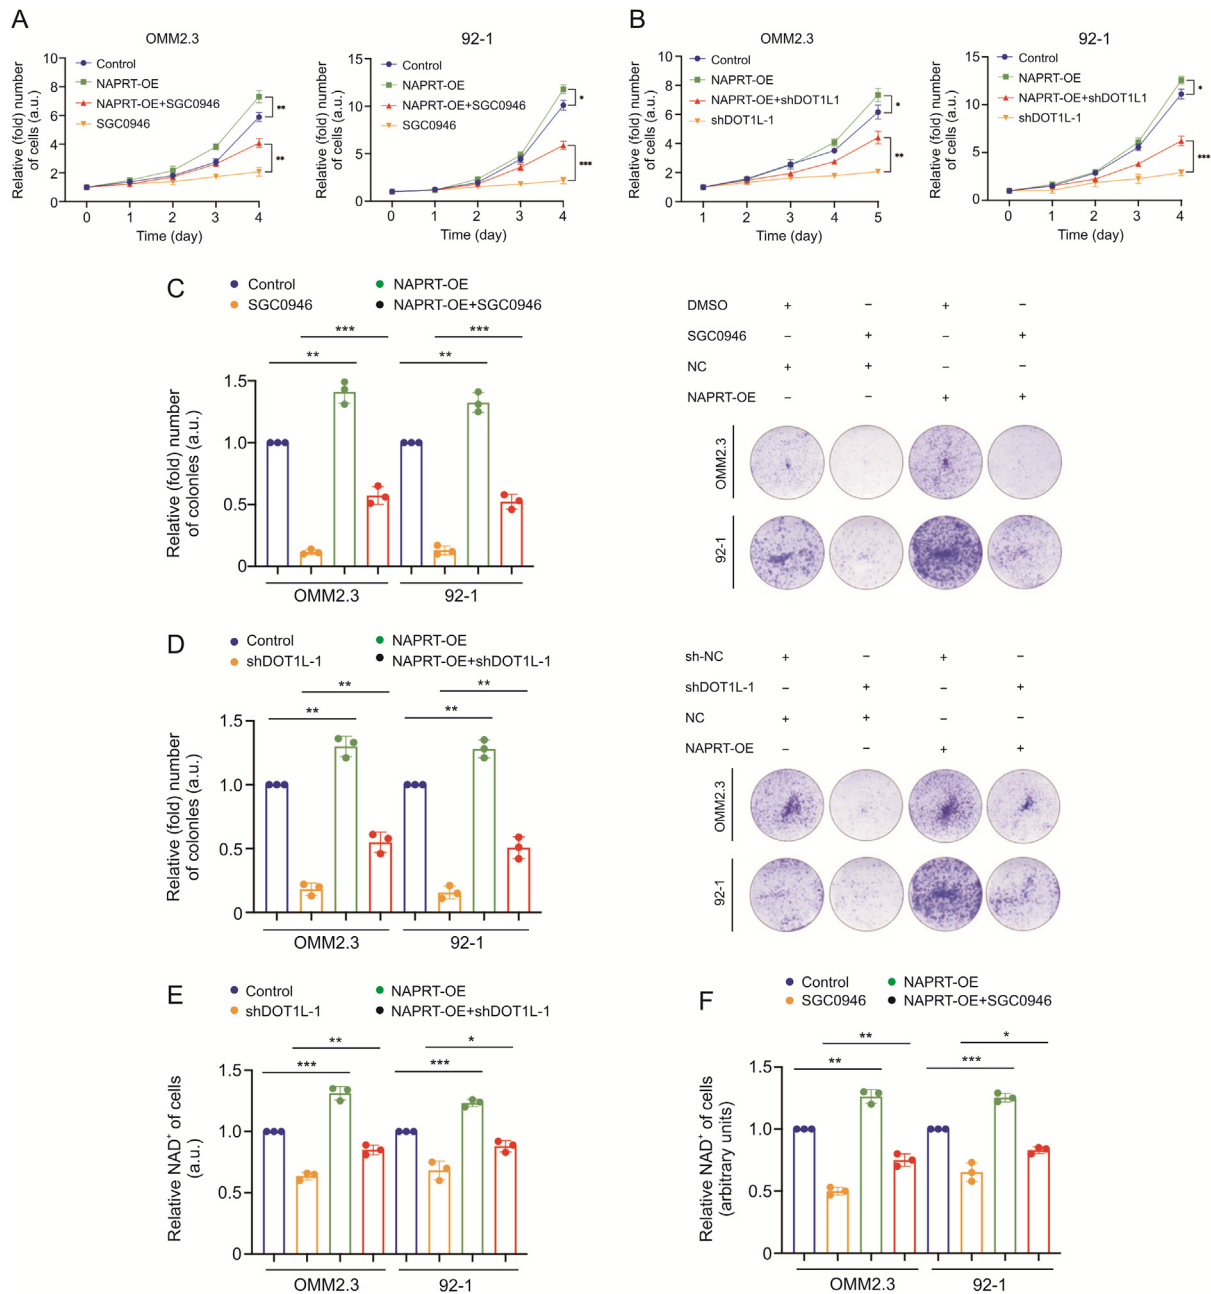 A
OMM2.3
Relative (fold) number
of cells (a.u.)
10
8
6
4
2
0
Control
NAPRT-OE
NAPRT-OE+SGC0946
SGC0946
**
**
0 1 2 3 4
Time (day)
92-1
Relative (fold) number
of cells (a.u.)
15
10
5
0
Control
NAPRT-OE
NAPRT-OE+SGC0946
SGC0946
*
***
0 1 2 3 4
Time (day)
B
OMM2.3
Relative (fold) number
of cells (a.u.)
10
8
6
4
2
0
Control
NAPRT-OE
NAPRT-OE+shDOT1L1
shDOT1L-1
*
**
1 2 3 4 5
Time (day)
92-1
Relative (fold) number
of cells (a.u.)
15
10
5
0
Control
NAPRT-OE
NAPRT-OE+shDOT1L1
shDOT1L-1
*
***
0 1 2 3 4
Time (day)
C
Control NAPRT-OE
SGC0946 NAPRT-OE+SGC0946
*** ***
** **
Relative (fold) number
of colonles (a.u.)
1.5
1.0
0.5
0
OMM2.3 92-1
DMSO + − + −
SGC0946 − + − +
NC + + − −
NAPRT-OE − − + +
OMM2.3
92-1
D
Control NAPRT-OE
shDOT1L-1 NAPRT-OE+shDOT1L-1
** **
** **
Relative (fold) number
of colonles (a.u.)
1.5
1.0
0.5
0
OMM2.3 92-1
sh-NC + − + −
shDOT1L-1 − + − +
NC + + − −
NAPRT-OE − − + +
OMM2.3
92-1
E
Control NAPRT-OE
shDOT1L-1 NAPRT-OE+shDOT1L-1
** *
*** ***
Relative NAD⁺ of cells
(a.u.)
1.5
1.0
0.5
0
OMM2.3 92-1
F
Control NAPRT-OE
SGC0946 NAPRT-OE+SGC0946
** *
** ***
Relative NAD⁺ of cells
(arbitrary units)
1.5
1.0
0.5
0
OMM2.3 92-1